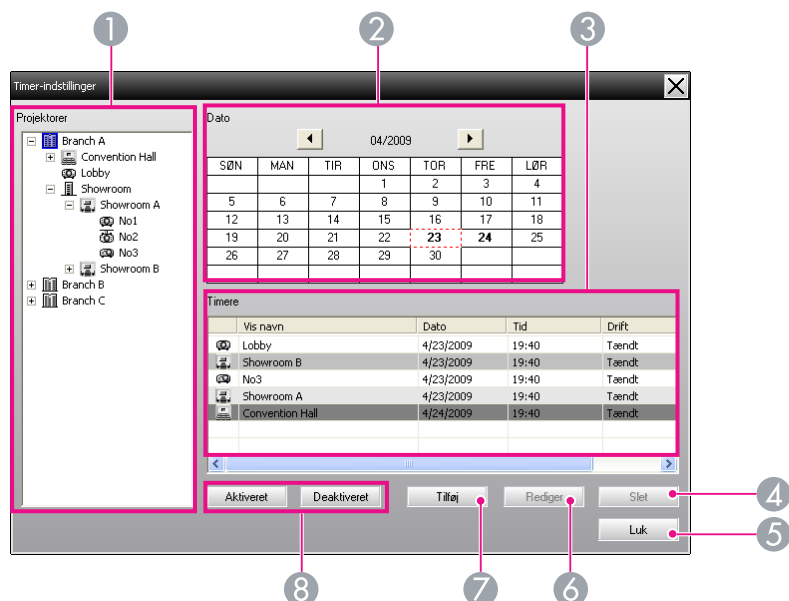 1 2 3
Timer-indstillinger
Projektorer
Branch A
Convention Hall
Lobby
Showroom
Showroom A
No1
No2
No3
Showroom B
Branch B
Branch C
Dato
04/2009
SØN MAN TIR ONS TOR FRE LØR
1 2 3 4
5 6 7 8 9 10 11
12 13 14 15 16 17 18
19 20 21 22 23 24 25
26 27 28 29 30
Timere
Vis navn Dato Tid Drift
Lobby 4/23/2009 19:40 Tændt
Showroom B 4/23/2009 19:40 Tændt
No3 4/23/2009 19:40 Tændt
Showroom A 4/23/2009 19:40 Tændt
Convention Hall 4/24/2009 19:40 Tændt
Aktiveret Deaktiveret Tilføj Rediger Slet 4
Luk 5
8 7 6